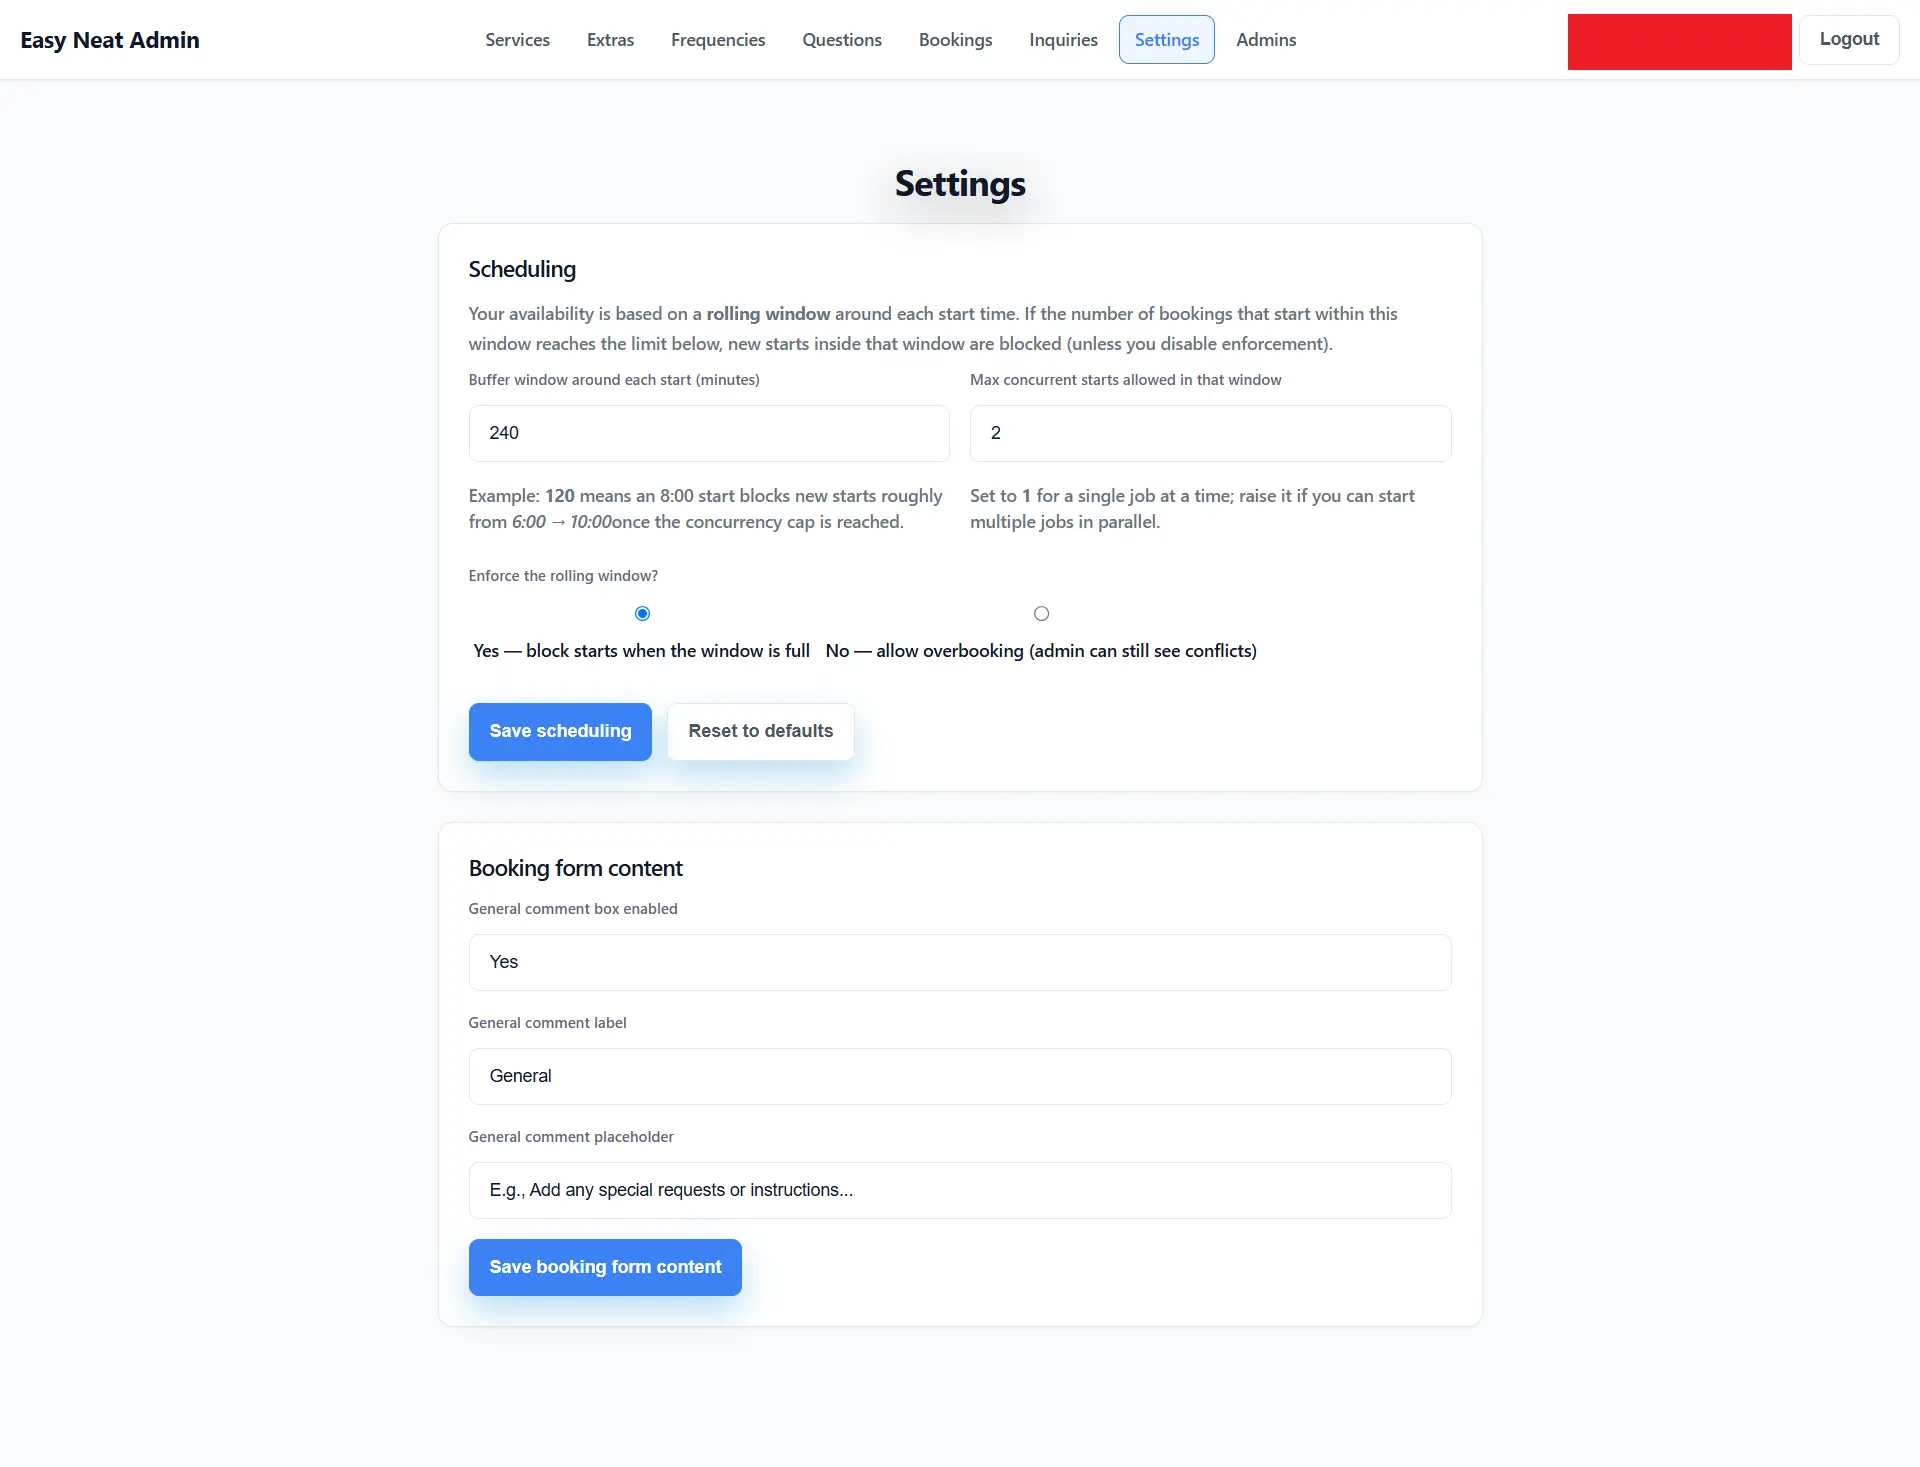 Easy Neat Admin
Services
Extras
Frequencies
Questions
Bookings
Inquiries
Settings
Admins
Logout
Settings
Scheduling
Your availability is based on a rolling window around each start time. If the number of bookings that start within this
window reaches the limit below, new starts inside that window are blocked (unless you disable enforcement).
Buffer window around each start (minutes)
240
Example: 120 means an 8:00 start blocks new starts roughly
from 6:00 → 10:00once the concurrency cap is reached.
Max concurrent starts allowed in that window
2
Set to 1 for a single job at a time; raise it if you can start
multiple jobs in parallel.
Enforce the rolling window?
Yes — block starts when the window is full
No — allow overbooking (admin can still see conflicts)
Save scheduling
Reset to defaults
Booking form content
General comment box enabled
Yes
General comment label
General
General comment placeholder
E.g., Add any special requests or instructions...
Save booking form content